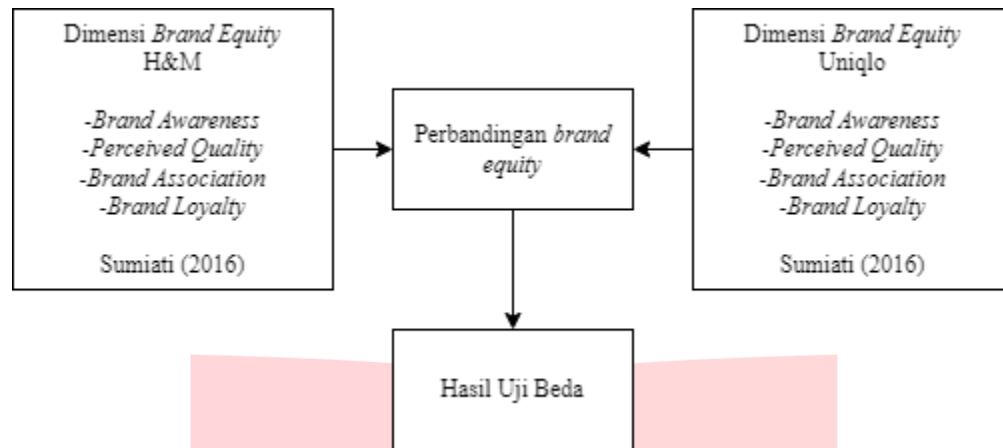 Dimensi Brand Equity
H&M
-Brand Awareness
-Perceived Quality
-Brand Association
-Brand Loyalty
Sumiati (2016)
Perbandingan brand
equity
Dimensi Brand Equity
Uniqlo
-Brand Awareness
-Perceived Quality
-Brand Association
-Brand Loyalty
Sumiati (2016)
Hasil Uji Beda